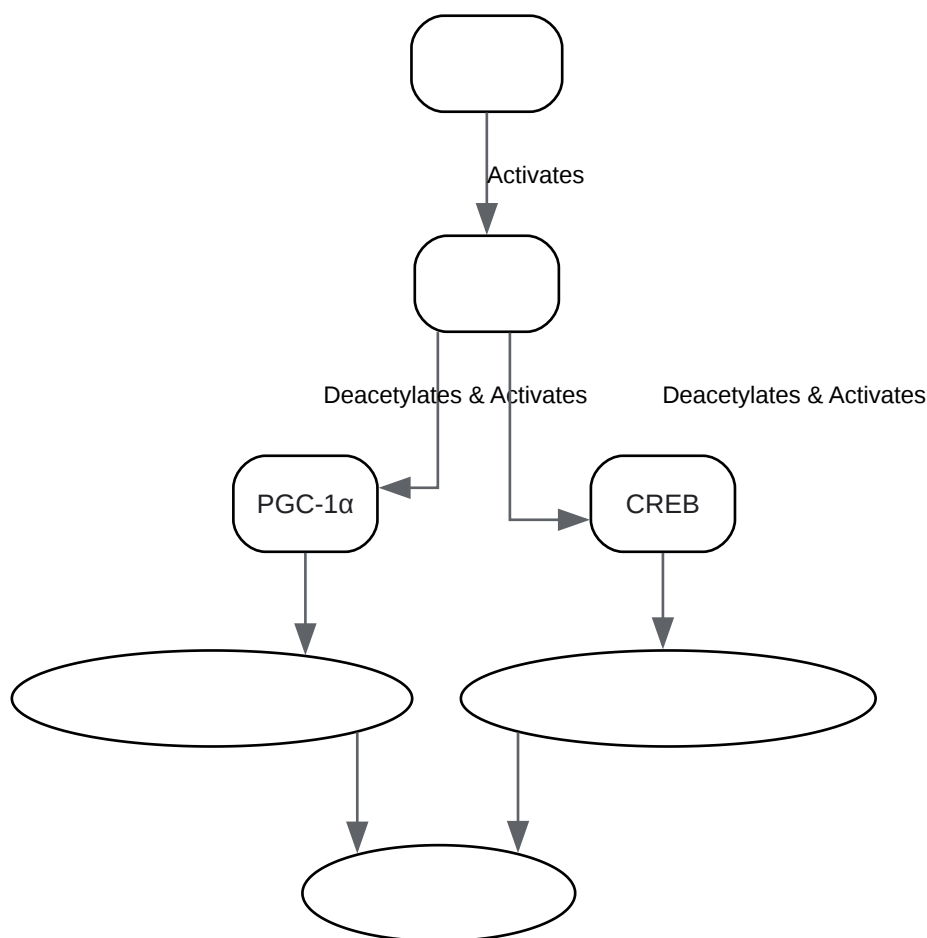 Activates
Deacetylates & Activates
Deacetylates & Activates
PGC-1α
CREB